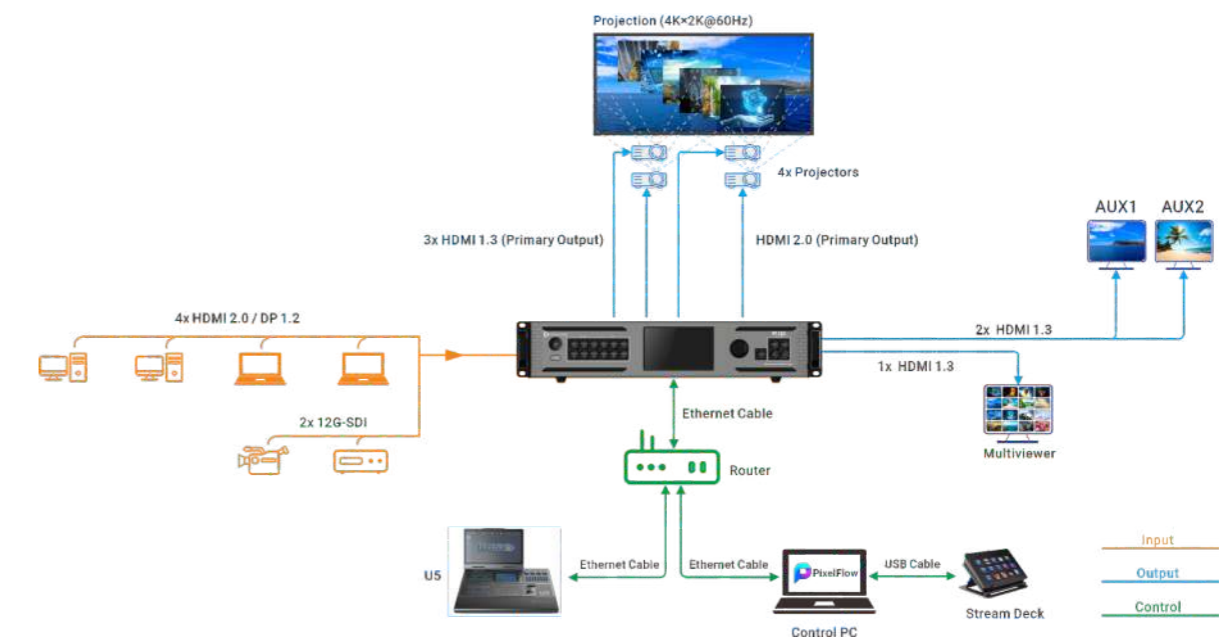 Projection (4K×2K@60Hz)
4x Projectors
AUX1 AUX2
3x HDMI 1.3 (Primary Output)
HDMI 2.0 (Primary Output)
4x HDMI 2.0 / DP 1.2
2x HDMI 1.3
1x HDMI 1.3
Ethernet Cable
2x 12G-SDI
Multiviewer
Router
Input
U5
Ethernet Cable
Ethernet Cable
PixelFlow
USB Cable
Output
Stream Deck
Control
Control PC